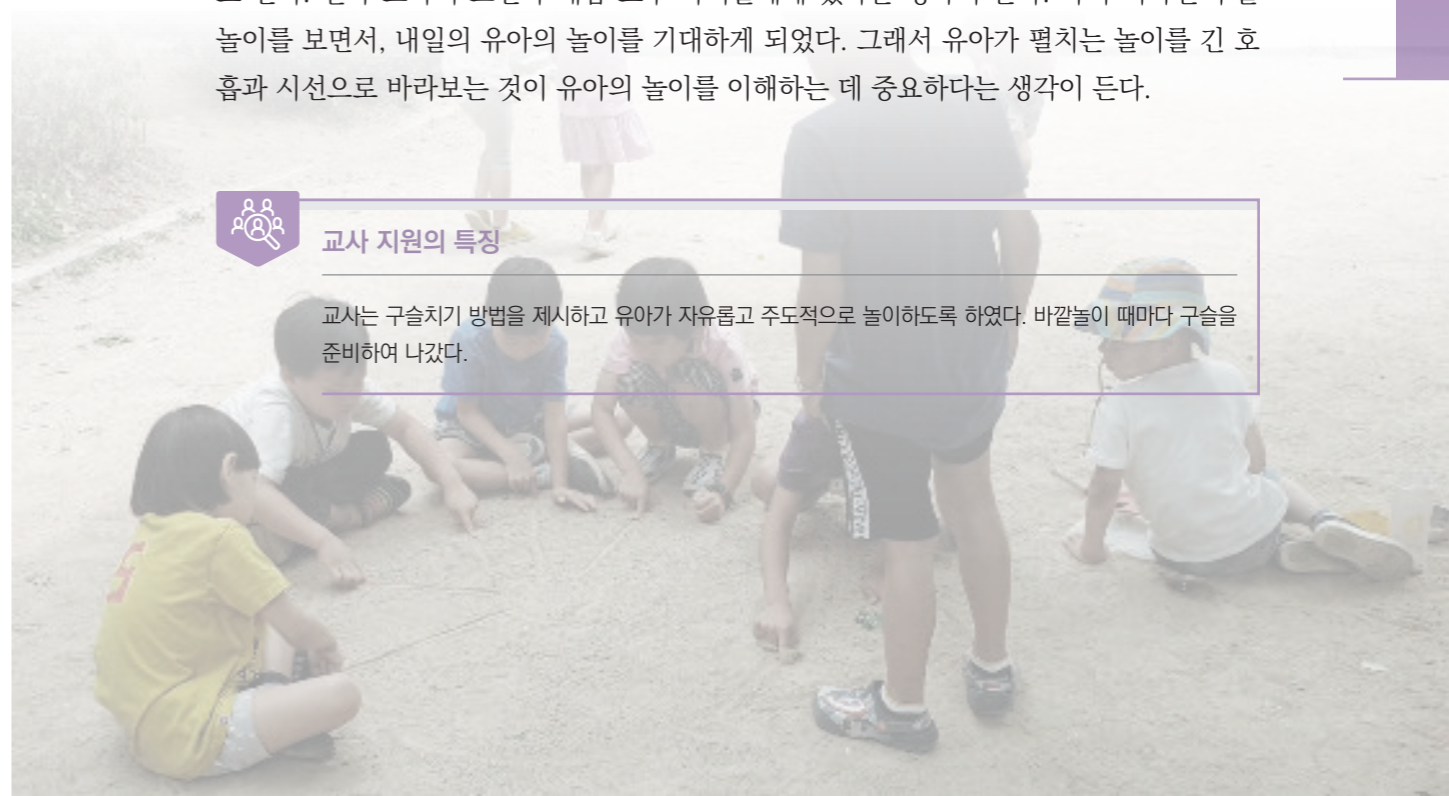 놀이를 보면서, 내일의 유아의 놀이를 기대하게 되었다. 그래서 유아가 펼치는 놀이를 긴 호
흡과 시선으로 바라보는 것이 유아의 놀이를 이해하는 데 중요하다는 생각이 든다.
교사 지원의 특징
교사는 구슬치기 방법을 제시하고 유아가 자유롭고 주도적으로 놀이하도록 하였다. 바깥놀이 때마다 구슬을
준비하여 나갔다.